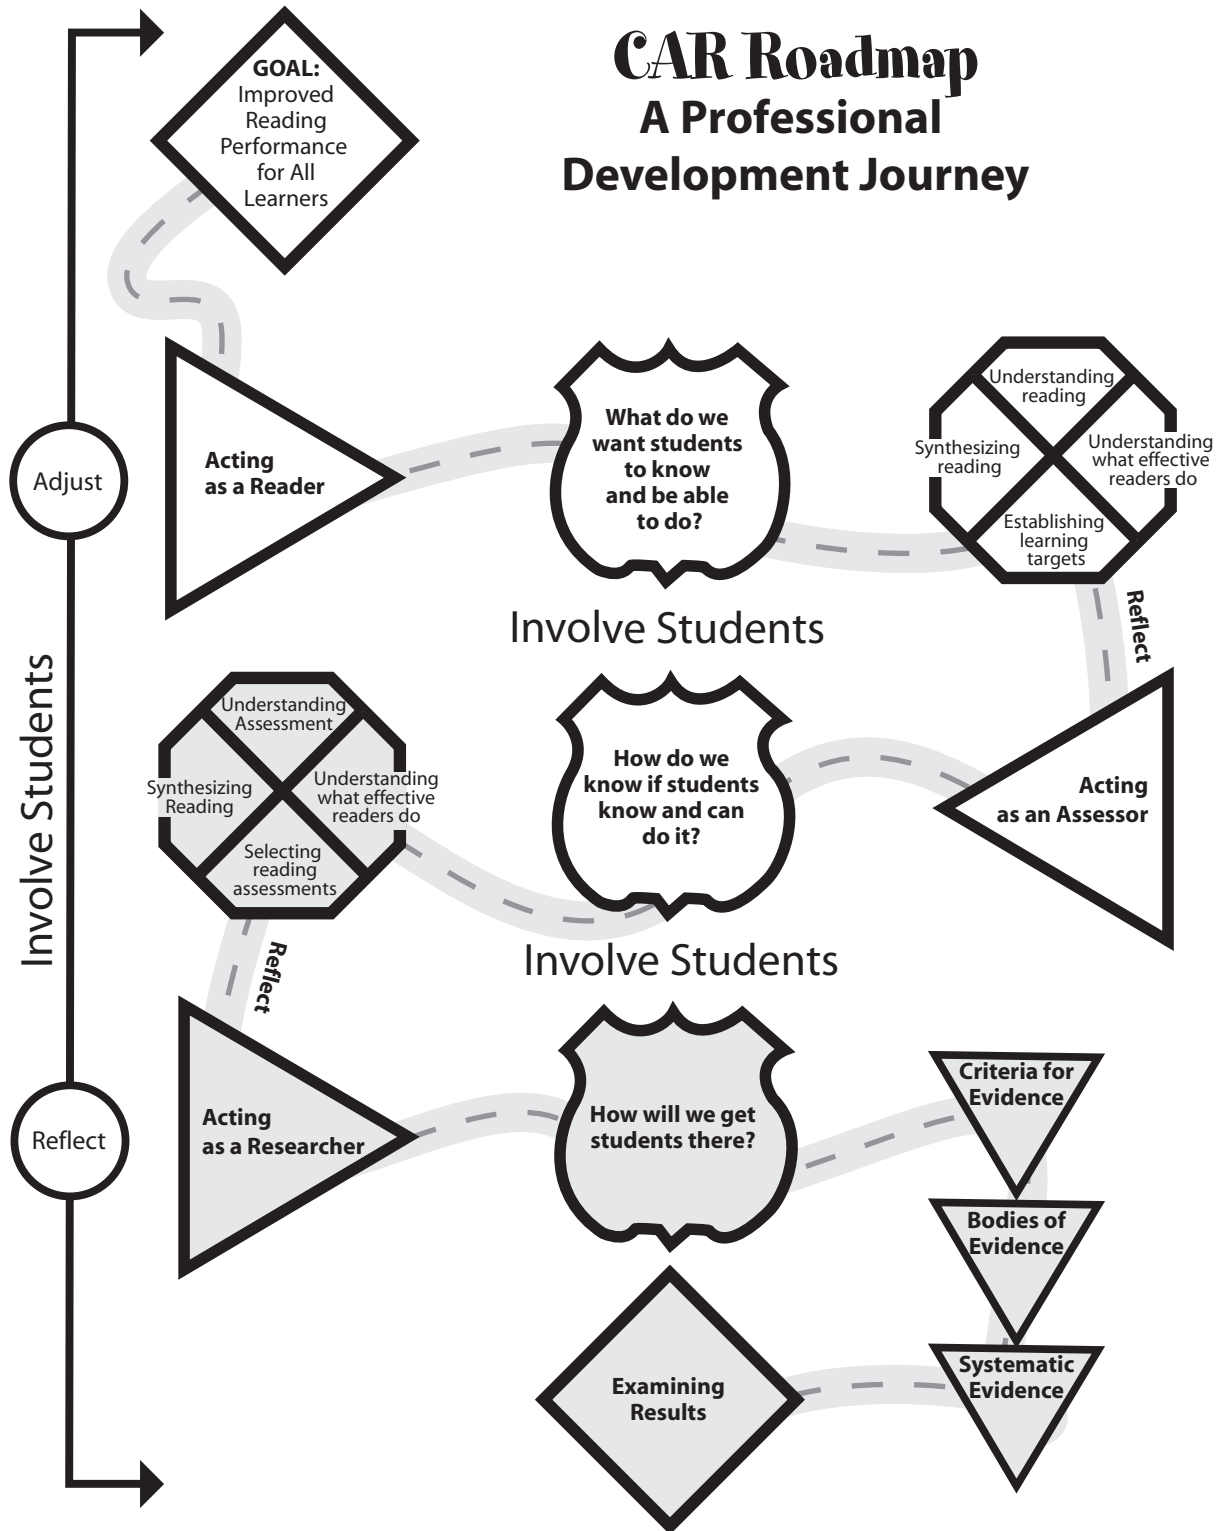 CAR Roadmap
A Professional
Development Journey
GOAL:
Improved
Reading
Performance
for All
Learners
Acting
as a Reader
What do we
want students
to know
and be able
to do?
Understanding
reading
Synthesizing
reading
Understanding
what effective
readers do
Establishing
learning
targets
Adjust
Reflect
Involve Students
Involve Students
Acting
as an Assessor
How do we
know if students
know and can
do it?
Understanding
Assessment
Synthesizing
Reading
Understanding
what effective
readers do
Selecting
reading
assessments
Reflect
Involve Students
Acting
as a Researcher
How will we get
students there?
Criteria for
Evidence
Bodies of
Evidence
Systematic
Evidence
Examining
Results
Reflect